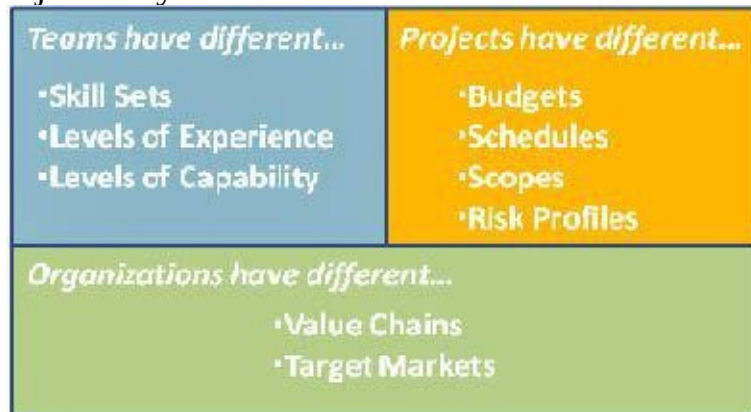 Teams have different...
•Skill Sets
•Levels of Experience
•Levels of Capability
Projects have different...
•Budgets
•Schedules
•Scopes
•Risk Profiles
Organizations have different...
•Value Chains
•Target Markets